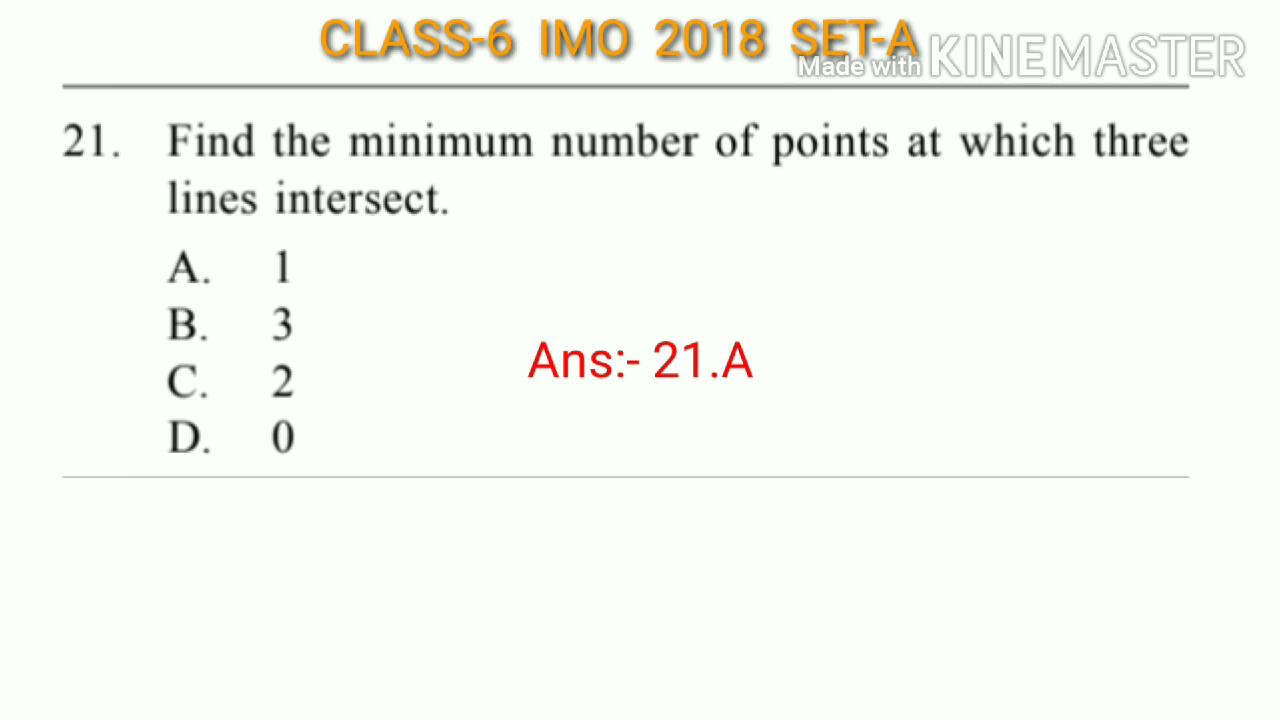 CLASS-6 IMO 2018 SET-A
Made with KINEMASTER
21. Find the minimum number of points at which three
lines intersect.
A. 1
B. 3
C. 2
D. 0
Ans:- 21.A